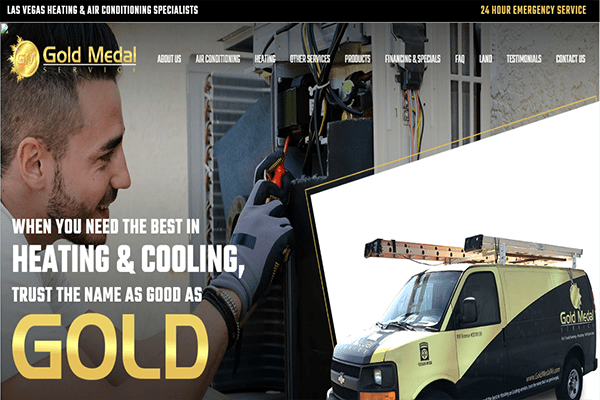 LAS VEGAS HEATING & AIR CONDITIONING SPECIALISTS
24 HOUR EMERGENCY SERVICE
GM Gold Medal
SERVICE
ABOUT US AIR CONDITIONING HEATING OTHER SERVICES PRODUCTS FINANCING & SPECIALS FAQ LAND TESTIMONIALS CONTACT US
WHEN YOU NEED THE BEST IN
HEATING & COOLING,
TRUST THE NAME AS GOOD AS
GOLD
Gold Medal
SERVICE